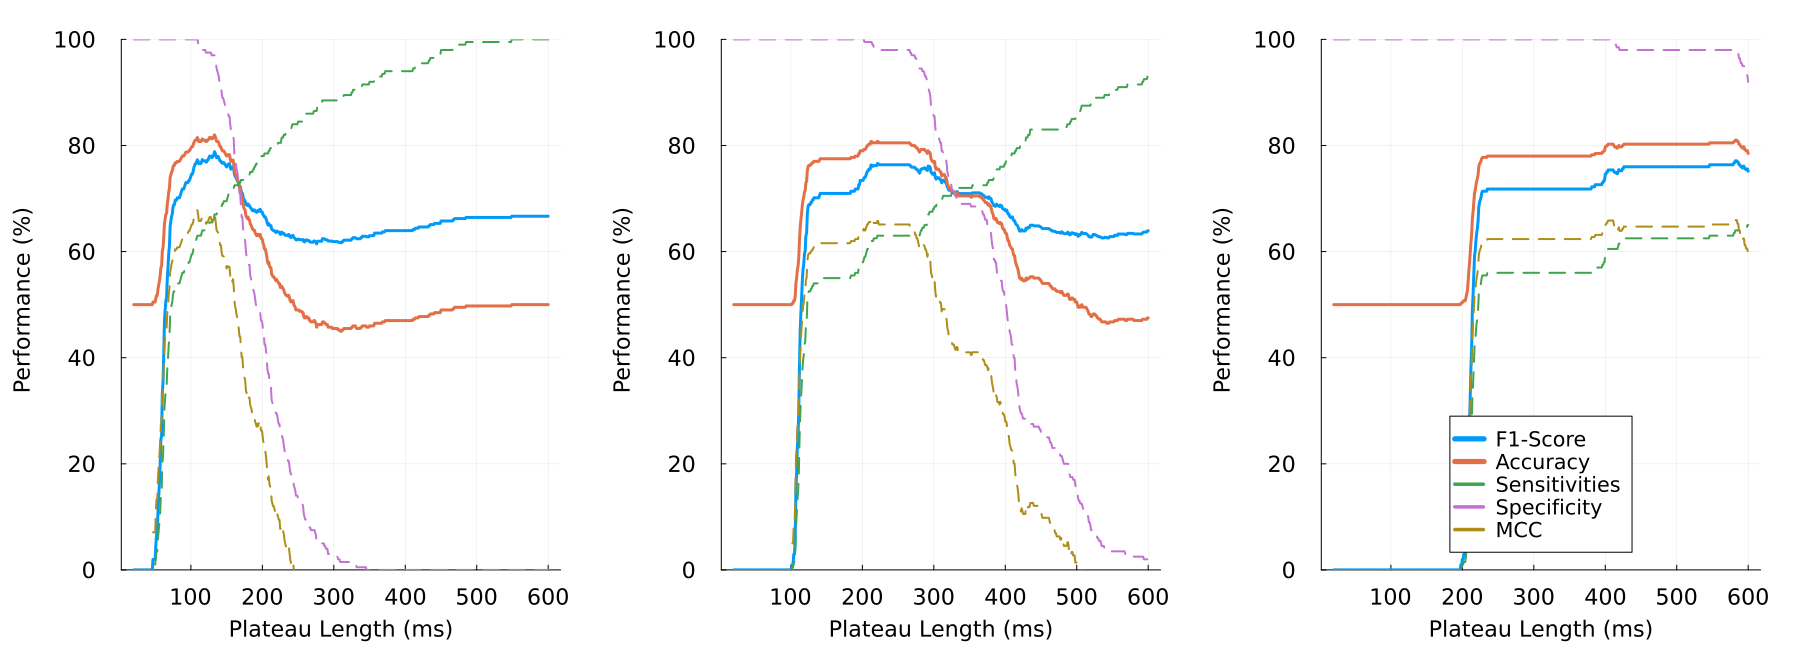 100
80
60
40
20
0
Performance (%)
100 200 300 400 500 600
Plateau Length (ms)
100
80
60
40
20
0
Performance (%)
100 200 300 400 500 600
Plateau Length (ms)
100
80
60
40
20
0
Performance (%)
F1-Score
Accuracy
Sensitivities
Specificity
MCC
100 200 300 400 500 600
Plateau Length (ms)